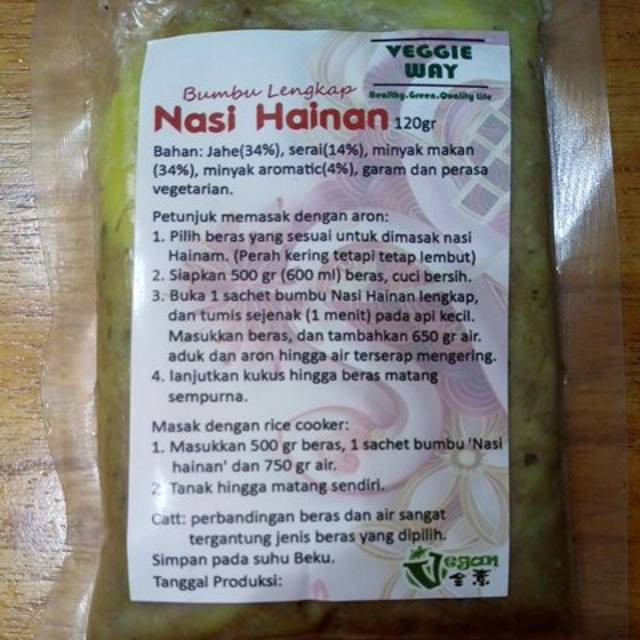 VEGGIE
WAY
Healthy.Green.Quality Life
Bumbu Lengkap
Nasi Hainan 120gr
Bahan: Jahe(34%), serai(14%), minyak makan
(34%), minyak aromatic(4%), garam dan perasa
vegetarian.
Petunjuk memasak dengan aron:
1. Pilih beras yang sesuai untuk dimasak nasi
Hainam. (Perah kering tetapi tetap lembut)
2. Siapkan 500 gr (600 ml) beras, cuci bersih.
3. Buka 1 sachet bumbu Nasi Hainan lengkap,
dan tumis sejenak (1 menit) pada api kecil.
Masukkan beras, dan tambahkan 650 gr air.
aduk dan aron hingga air terserap mengering.
4. lanjutkan kukus hingga beras matang
sempurna.
Masak dengan rice cooker:
1. Masukkan 500 gr beras, 1 sachet bumbu 'Nasi
hainan' dan 750 gr air.
2. Tanak hingga matang sendiri.
Catt: perbandingan beras dan air sangat
tergantung jenis beras yang dipilih.
Simpan pada suhu Beku.
Tanggal Produksi:
Vegan
全素